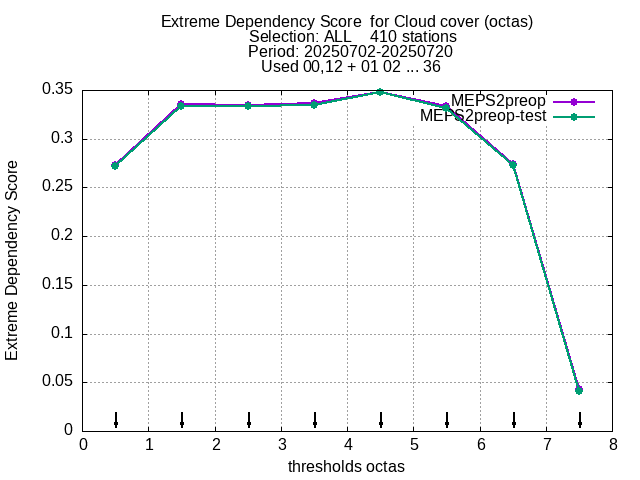 Extreme Dependency Score  for Cloud cover (octas)
Selection: ALL    410 stations
Period: 20250702-20250720
Used 00,12 + 01 02 ... 36
MEPS2preop
MEPS2preop-test
Extreme Dependency Score
0.35
0.3
0.25
0.2
0.15
0.1
0.05
0
0 1 2 3 4 5 6 7 8
thresholds octas